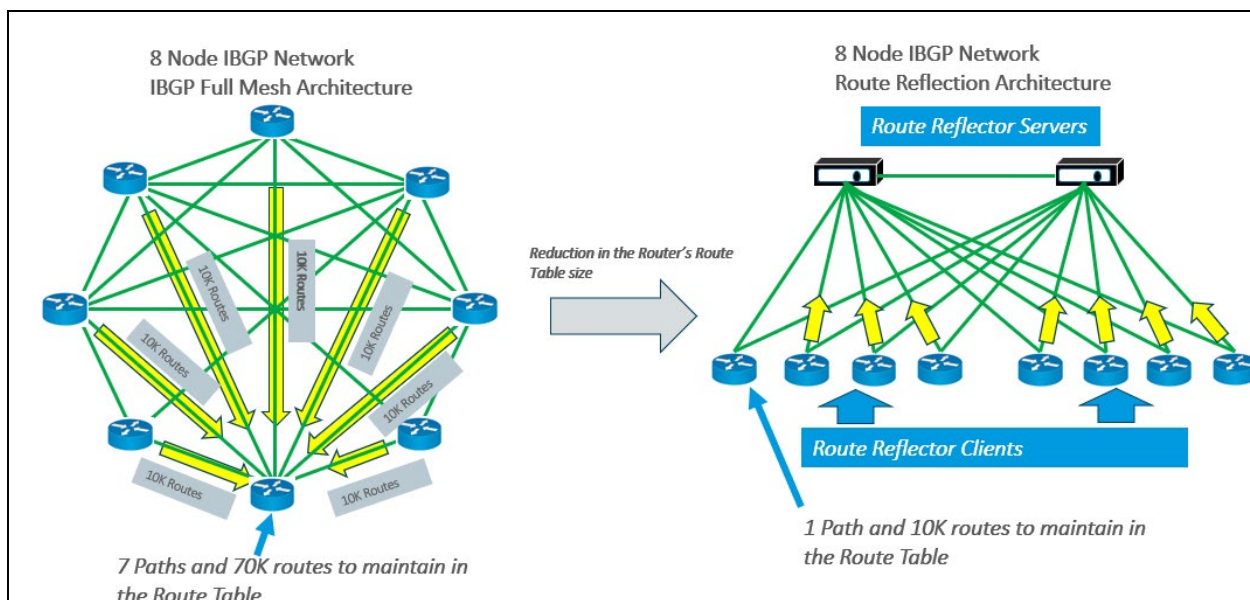 8 Node IBGP Network
IBGP Full Mesh Architecture
10K Routes
10K Routes
10K Routes
10K Routes
10K Routes
10K Routes
10K Routes
7 Paths and 70K routes to maintain in
the Route Table
Reduction in the Router's Route
Table size
8 Node IBGP Network
Route Reflection Architecture
Route Reflector Servers
Route Reflector Clients
1 Path and 10K routes to maintain in
the Route Table